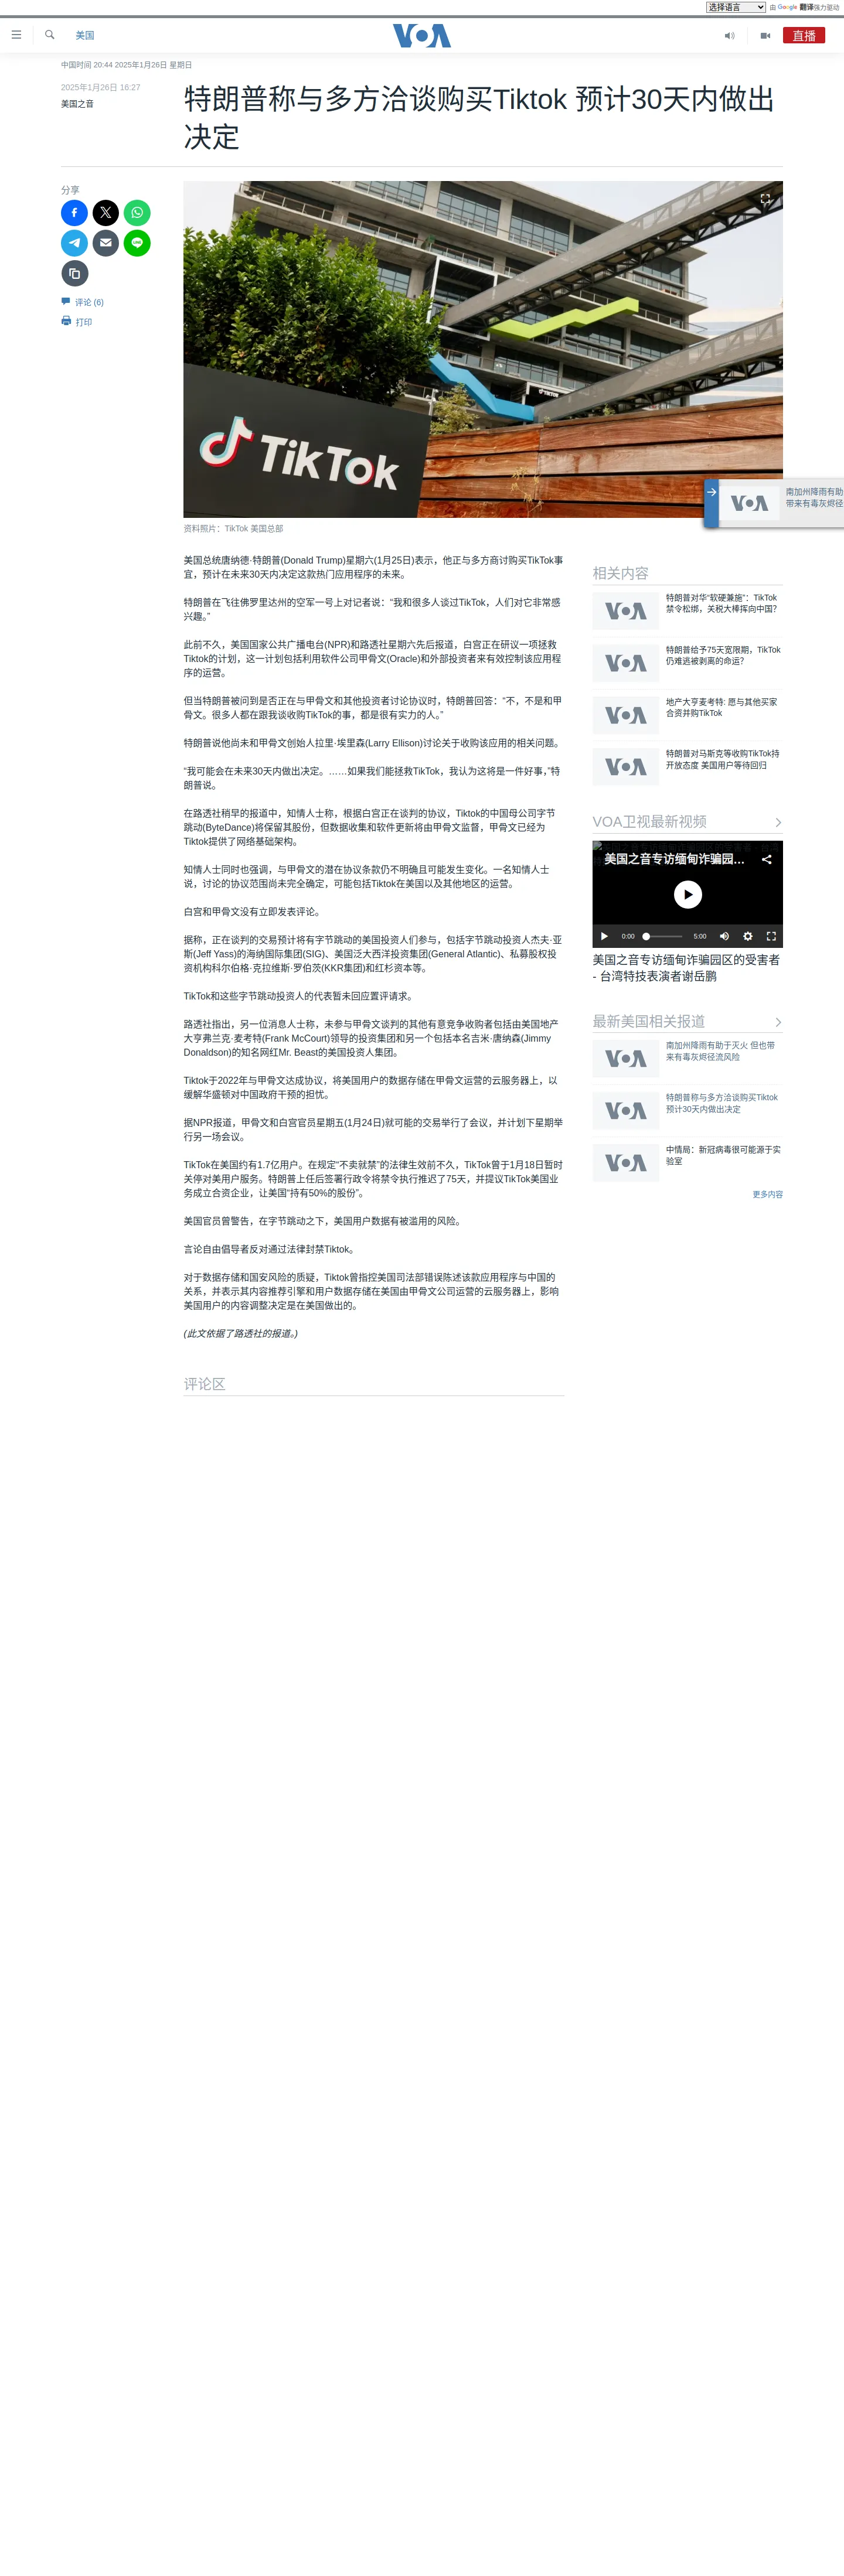 选择语言
由 Google 翻译强力驱动
美国
VOA
直播
中国时间 20:44 2025年1月26日 星期日
2025年1月26日 16:27
美国之音
特朗普称与多方洽谈购买Tiktok 预计30天内做出
决定
分享
评论 (6)
打印
TikTok
资料照片：TikTok 美国总部
VOA
南加州降雨有助
带来有毒灰烬径
美国总统唐纳德·特朗普(Donald Trump)星期六(1月25日)表示，他正与多方商讨购买TikTok事
宜，预计在未来30天内决定这款热门应用程序的未来。
特朗普在飞往佛罗里达州的空军一号上对记者说：“我和很多人谈过TikTok，人们对它非常感
兴趣。”
此前不久，美国国家公共广播电台(NPR)和路透社星期六先后报道，白宫正在研议一项拯救
Tiktok的计划，这一计划包括利用软件公司甲骨文(Oracle)和外部投资者来有效控制该应用程
序的运营。
但当特朗普被问到是否正在与甲骨文和其他投资者讨论协议时，特朗普回答：“不，不是和甲
骨文。很多人都在跟我谈收购TikTok的事，都是很有实力的人。”
特朗普说他尚未和甲骨文创始人拉里·埃里森(Larry Ellison)讨论关于收购该应用的相关问题。
“我可能会在未来30天内做出决定。……如果我们能拯救TikTok，我认为这将是一件好事，”特
朗普说。
在路透社稍早的报道中，知情人士称，根据白宫正在谈判的协议，Tiktok的中国母公司字节
跳动(ByteDance)将保留其股份，但数据收集和软件更新将由甲骨文监督，甲骨文已经为
Tiktok提供了网络基础架构。
知情人士同时也强调，与甲骨文的潜在协议条款仍不明确且可能发生变化。一名知情人士
说，讨论的协议范围尚未完全确定，可能包括Tiktok在美国以及其他地区的运营。
白宫和甲骨文没有立即发表评论。
据称，正在谈判的交易预计将有字节跳动的美国投资人们参与，包括字节跳动投资人杰夫·亚
斯(Jeff Yass)的海纳国际集团(SIG)、美国泛大西洋投资集团(General Atlantic)、私募股权投
资机构科尔伯格·克拉维斯·罗伯茨(KKR集团)和红杉资本等。
TikTok和这些字节跳动投资人的代表暂未回应置评请求。
路透社指出，另一位消息人士称，未参与甲骨文谈判的其他有意竞争收购者包括由美国地产
大亨弗兰克·麦考特(Frank McCourt)领导的投资集团和另一个包括本名吉米·唐纳森(Jimmy
Donaldson)的知名网红Mr. Beast的美国投资人集团。
Tiktok于2022年与甲骨文达成协议，将美国用户的数据存储在甲骨文运营的云服务器上，以
缓解华盛顿对中国政府干预的担忧。
据NPR报道，甲骨文和白宫官员星期五(1月24日)就可能的交易举行了会议，并计划下星期举
行另一场会议。
TikTok在美国约有1.7亿用户。在规定“不卖就禁”的法律生效前不久，TikTok曾于1月18日暂时
关停对美用户服务。特朗普上任后签署行政令将禁令执行推迟了75天，并提议TikTok美国业
务成立合资企业，让美国“持有50%的股份”。
美国官员曾警告，在字节跳动之下，美国用户数据有被滥用的风险。
言论自由倡导者反对通过法律封禁Tiktok。
对于数据存储和国安风险的质疑，Tiktok曾指控美国司法部错误陈述该款应用程序与中国的
关系，并表示其内容推荐引擎和用户数据存储在美国由甲骨文公司运营的云服务器上，影响
美国用户的内容调整决定是在美国做出的。
(此文依据了路透社的报道。)
评论区
相关内容
VOA
特朗普对华“软硬兼施”：TikTok
禁令松绑，关税大棒挥向中国？
VOA
特朗普给予75天宽限期，TikTok
仍难逃被剥离的命运？
VOA
地产大亨麦考特: 愿与其他买家
合资并购TikTok
VOA
特朗普对马斯克等收购TikTok持
开放态度 美国用户等待回归
VOA卫视最新视频
美国之音专访缅甸诈骗园...
0:00
5:00
美国之音专访缅甸诈骗园区的受害者
- 台湾特技表演者谢岳鹏
最新美国相关报道
VOA
南加州降雨有助于灭火 但也带
来有毒灰烬径流风险
VOA
特朗普称与多方洽谈购买Tiktok
预计30天内做出决定
VOA
中情局：新冠病毒很可能源于实
验室
更多内容